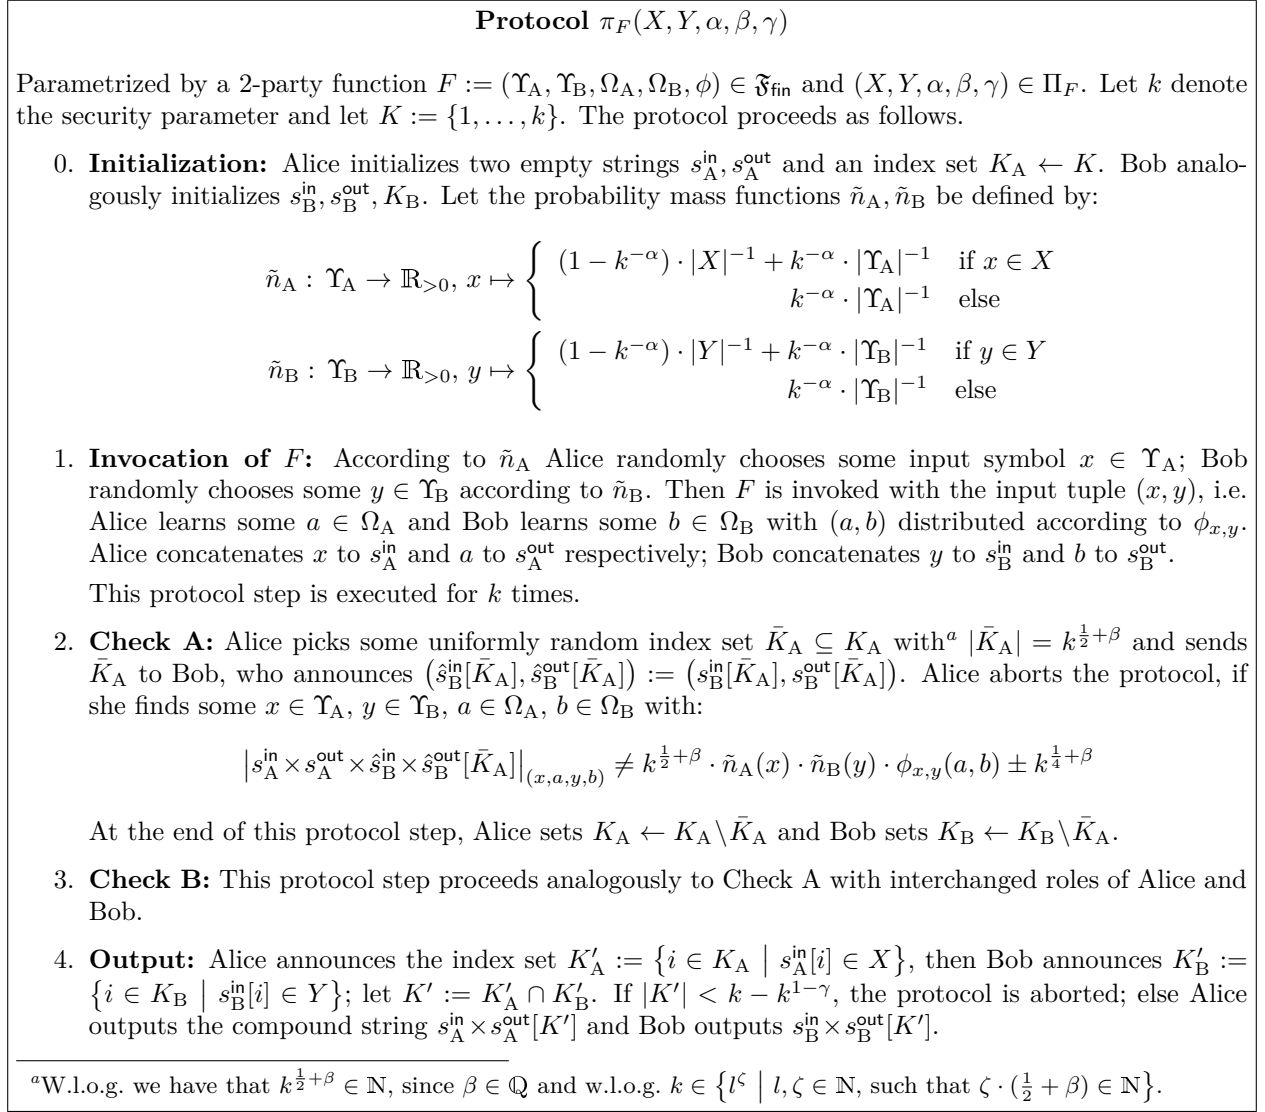 Protocol π_F(X, Y, α, β, γ)
Parametrized by a 2-party function F := (Υ_A, Υ_B, Ω_A, Ω_B, ϕ) ∈ 𝔉_fin and (X, Y, α, β, γ) ∈ Π_F. Let k denote
the security parameter and let K := {1, . . . , k}. The protocol proceeds as follows.
0. Initialization: Alice initializes two empty strings s_A^in, s_A^out and an index set K_A ← K. Bob analo-
gously initializes s_B^in, s_B^out, K_B. Let the probability mass functions ñ_A, ñ_B be defined by:
ñ_A : Υ_A → ℝ_{>0}, x ↦ { (1 − k^{−α}) · |X|^{−1} + k^{−α} · |Υ_A|^{−1} if x ∈ X
k^{−α} · |Υ_A|^{−1} else
ñ_B : Υ_B → ℝ_{>0}, y ↦ { (1 − k^{−α}) · |Y|^{−1} + k^{−α} · |Υ_B|^{−1} if y ∈ Y
k^{−α} · |Υ_B|^{−1} else
1. Invocation of F: According to ñ_A Alice randomly chooses some input symbol x ∈ Υ_A; Bob
randomly chooses some y ∈ Υ_B according to ñ_B. Then F is invoked with the input tuple (x, y), i.e.
Alice learns some a ∈ Ω_A and Bob learns some b ∈ Ω_B with (a, b) distributed according to ϕ_{x,y}.
Alice concatenates x to s_A^in and a to s_A^out respectively; Bob concatenates y to s_B^in and b to s_B^out.
This protocol step is executed for k times.
2. Check A: Alice picks some uniformly random index set K̄_A ⊆ K_A with^a |K̄_A| = k^{1/2+β} and sends
K̄_A to Bob, who announces (ŝ_B^in[K̄_A], ŝ_B^out[K̄_A]) := (s_B^in[K̄_A], s_B^out[K̄_A]). Alice aborts the protocol, if
she finds some x ∈ Υ_A, y ∈ Υ_B, a ∈ Ω_A, b ∈ Ω_B with:
|s_A^in × s_A^out × ŝ_B^in × ŝ_B^out[K̄_A]|_{(x,a,y,b)} ≠ k^{1/2+β} · ñ_A(x) · ñ_B(y) · ϕ_{x,y}(a, b) ± k^{1/4+β}
At the end of this protocol step, Alice sets K_A ← K_A\K̄_A and Bob sets K_B ← K_B\K̄_A.
3. Check B: This protocol step proceeds analogously to Check A with interchanged roles of Alice and
Bob.
4. Output: Alice announces the index set K′_A := {i ∈ K_A | s_A^in[i] ∈ X}, then Bob announces K′_B :=
{i ∈ K_B | s_B^in[i] ∈ Y}; let K′ := K′_A ∩ K′_B. If |K′| < k − k^{1−γ}, the protocol is aborted; else Alice
outputs the compound string s_A^in × s_A^out[K′] and Bob outputs s_B^in × s_B^out[K′].
^a W.l.o.g. we have that k^{1/2+β} ∈ ℕ, since β ∈ ℚ and w.l.o.g. k ∈ {l^ζ | l, ζ ∈ ℕ, such that ζ · (1/2 + β) ∈ ℕ}.